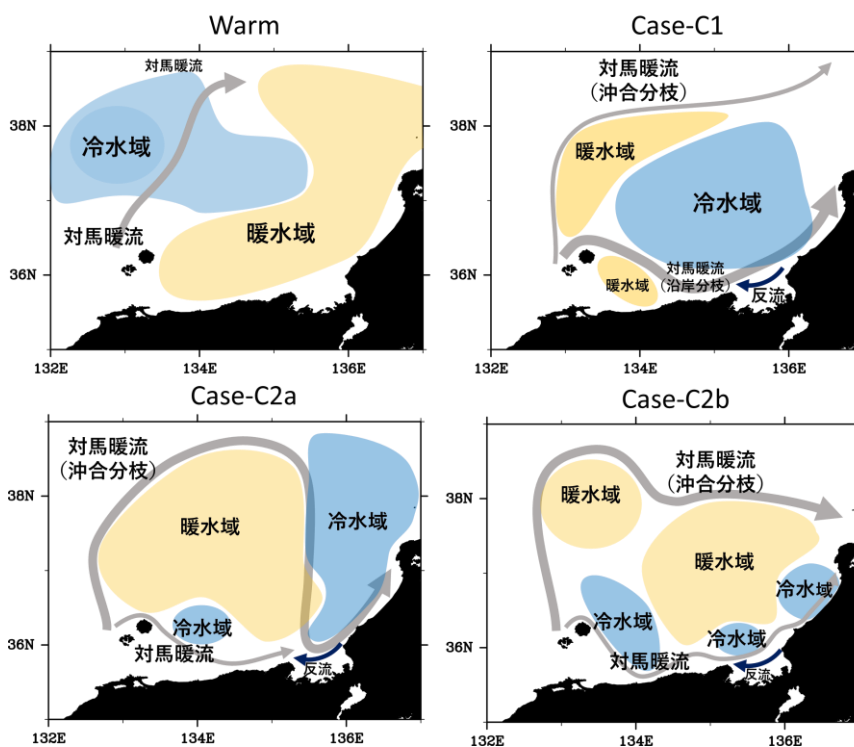 Warm
対馬暖流
38N
冷水域
対馬暖流
暖水域
36N
132E
134E
136E
Case-C1
対馬暖流
(沖合分枝)
38N
暖水域
冷水域
36N
暖水域
対馬暖流
(沿岸分枝)
反流
132E
134E
136E
Case-C2a
対馬暖流
(沖合分枝)
38N
暖水域
冷水域
冷水域
36N
対馬暖流
反流
132E
134E
136E
Case-C2b
対馬暖流
(沖合分枝)
38N
暖水域
暖水域
冷水域
冷水域
冷水域
36N
対馬暖流
反流
132E
134E
136E